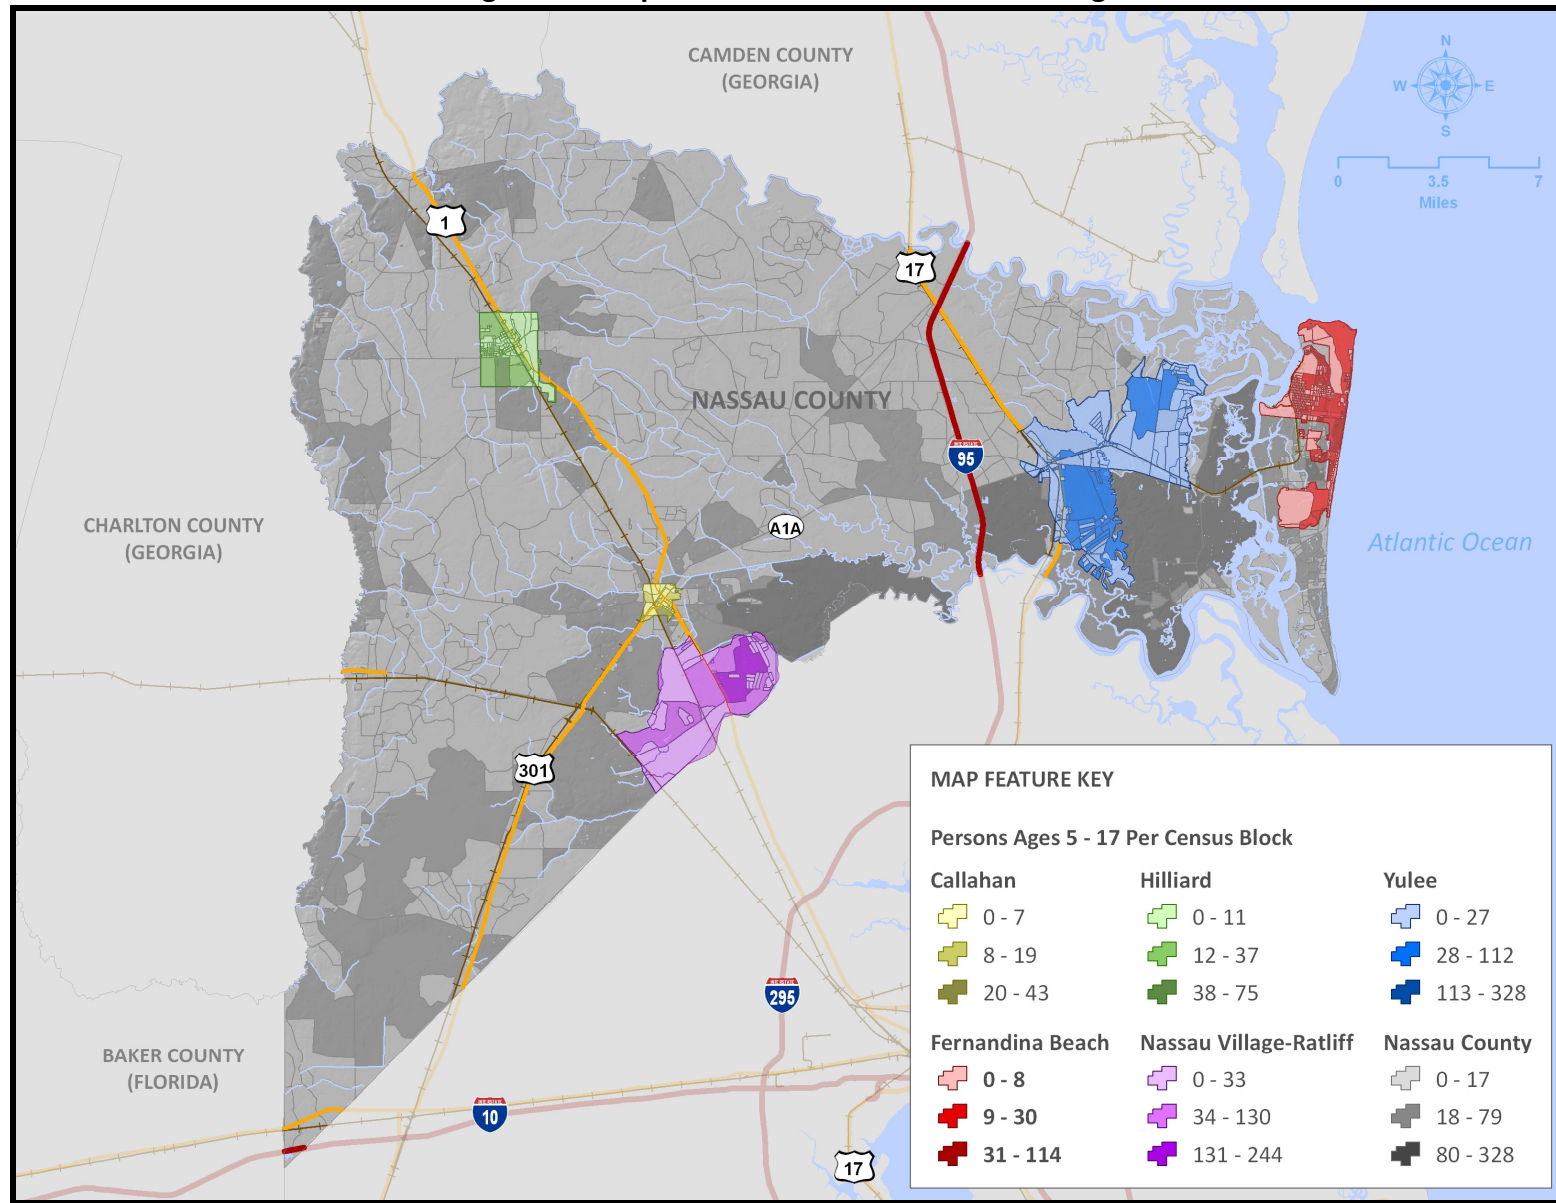 CAMDEN COUNTY
(GEORGIA)
N
W
E
S
0
3.5
7
Miles
1
17
NASSAU COUNTY
95
CHARLTON COUNTY
(GEORGIA)
A1A
Atlantic Ocean
301
295
BAKER COUNTY
(FLORIDA)
10
17
MAP FEATURE KEY
Persons Ages 5 - 17 Per Census Block
Callahan
0 - 7
8 - 19
20 - 43
Hilliard
0 - 11
12 - 37
38 - 75
Yulee
0 - 27
28 - 112
113 - 328
Fernandina Beach
0 - 8
9 - 30
31 - 114
Nassau Village-Ratliff
0 - 33
34 - 130
131 - 244
Nassau County
0 - 17
18 - 79
80 - 328